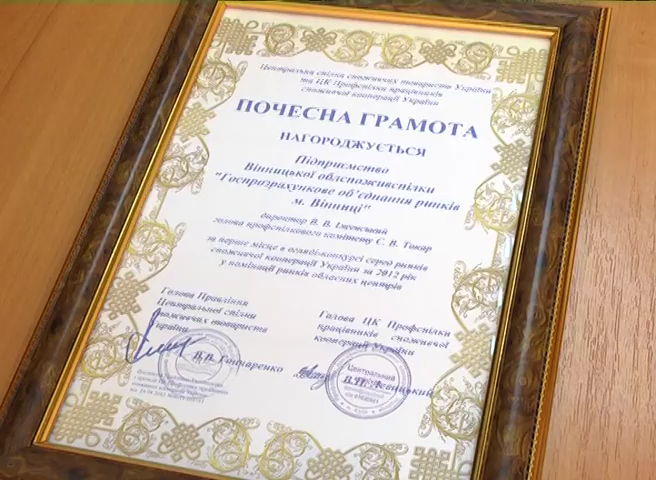 Центральна спілка споживчих товариств України
та ЦК Профспілки працівників
споживчої кооперації України
ПОЧЕСНА ГРАМОТА
НАГОРОДЖУЄТЬСЯ
Підприємство
Вінницької облспоживспілки
"Госпрозрахункове об'єднання ринків
м. Вінниці"
директор В. В.
голова профспілкового комітету С. В. Токар
за перше місце в огляді-конкурсі серед ринків
споживчої кооперації України за 2012 рік
у номінації ринків обласних центрів
Голова Правління
Центральної спілки
споживчих товариств
України
В.В. Гончаренко
Голова ЦК Профспілки
працівників споживчої
кооперації України
Центральний
В.П. Левицький